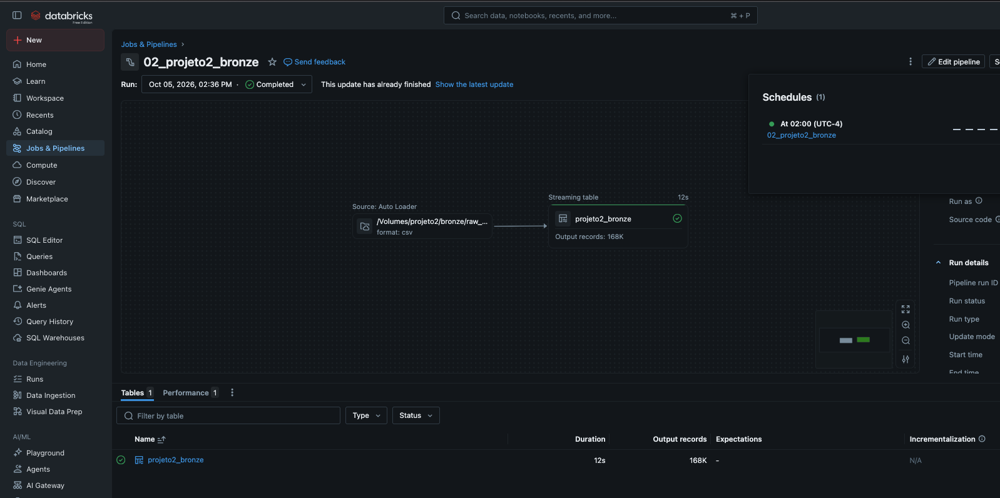 databricks
Free Edition
Search data, notebooks, recents, and more...
⌘ + P
New
Home
Learn
Workspace
Recents
Catalog
Jobs & Pipelines
Compute
Discover
Marketplace
SQL
SQL Editor
Queries
Dashboards
Genie Agents
Alerts
Query History
SQL Warehouses
Data Engineering
Runs
Data Ingestion
Visual Data Prep
AI/ML
Playground
Agents
AI Gateway
Jobs & Pipelines ›
02_projeto2_bronze
Send feedback
Edit pipeline
Run: Oct 05, 2026, 02:36 PM · Completed
This update has already finished Show the latest update
Schedules (1)
At 02:00 (UTC-4)
02_projeto2_bronze
Source: Auto Loader
/Volumes/projeto2/bronze/raw_...
format: csv
Streaming table 12s
projeto2_bronze
Output records: 168K
Run as
Source code
Run details
Pipeline run ID
Run status
Run type
Update mode
Start time
End time
Tables 1
Performance 1
Filter by table
Type
Status
Name Duration Output records Expectations Incrementalization
projeto2_bronze 12s 168K - N/A